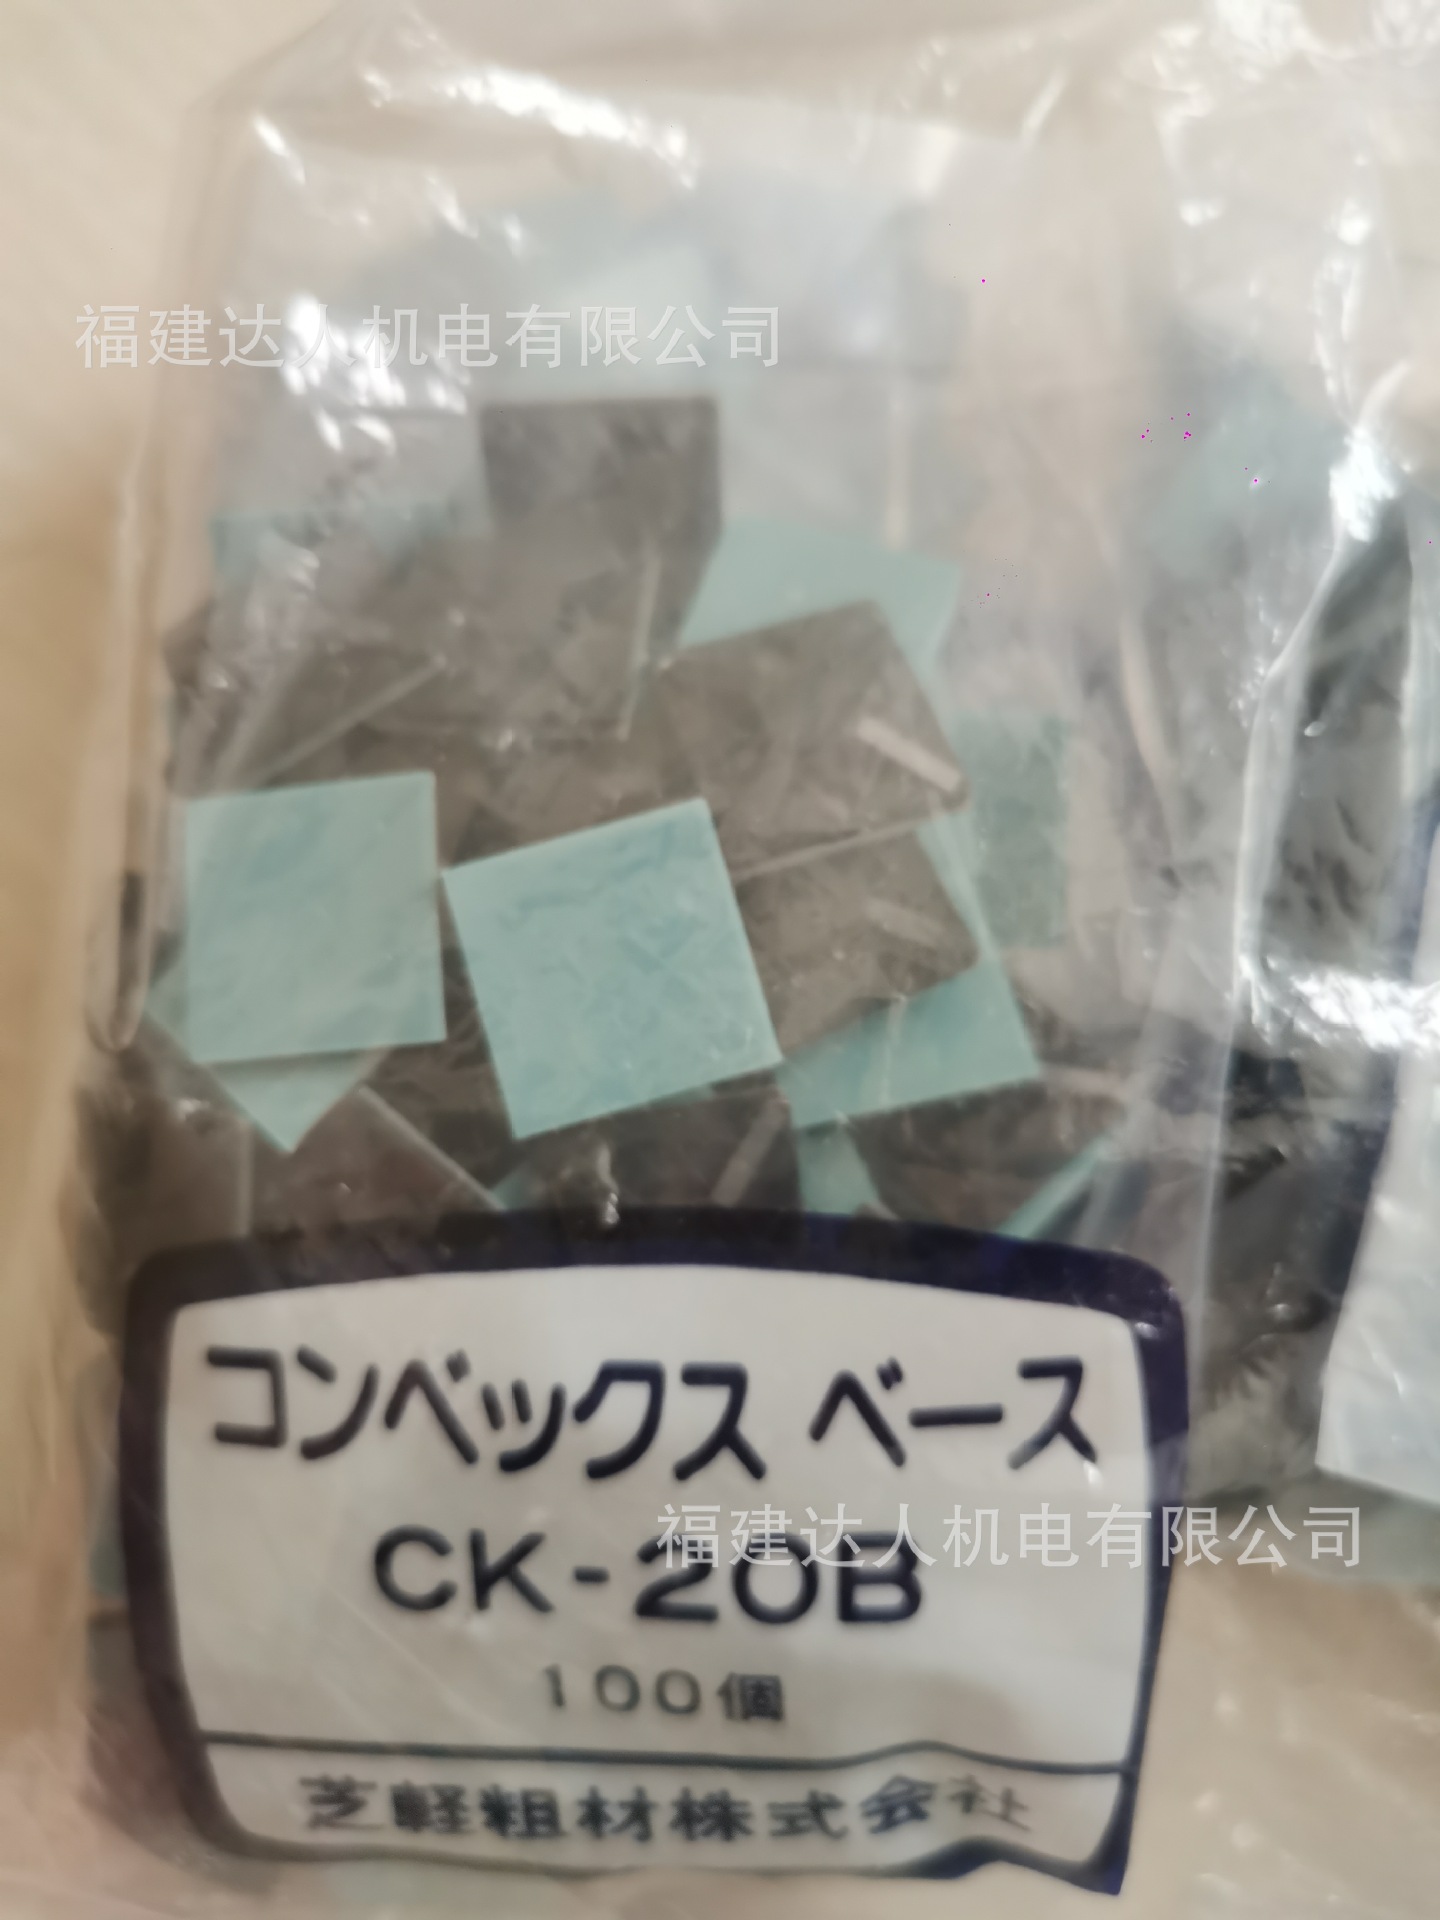 福建达人机电有限公司
コンベックス ベース
福建达人机电有限公司
CK-20B
100個
芝軽粗材株式会社